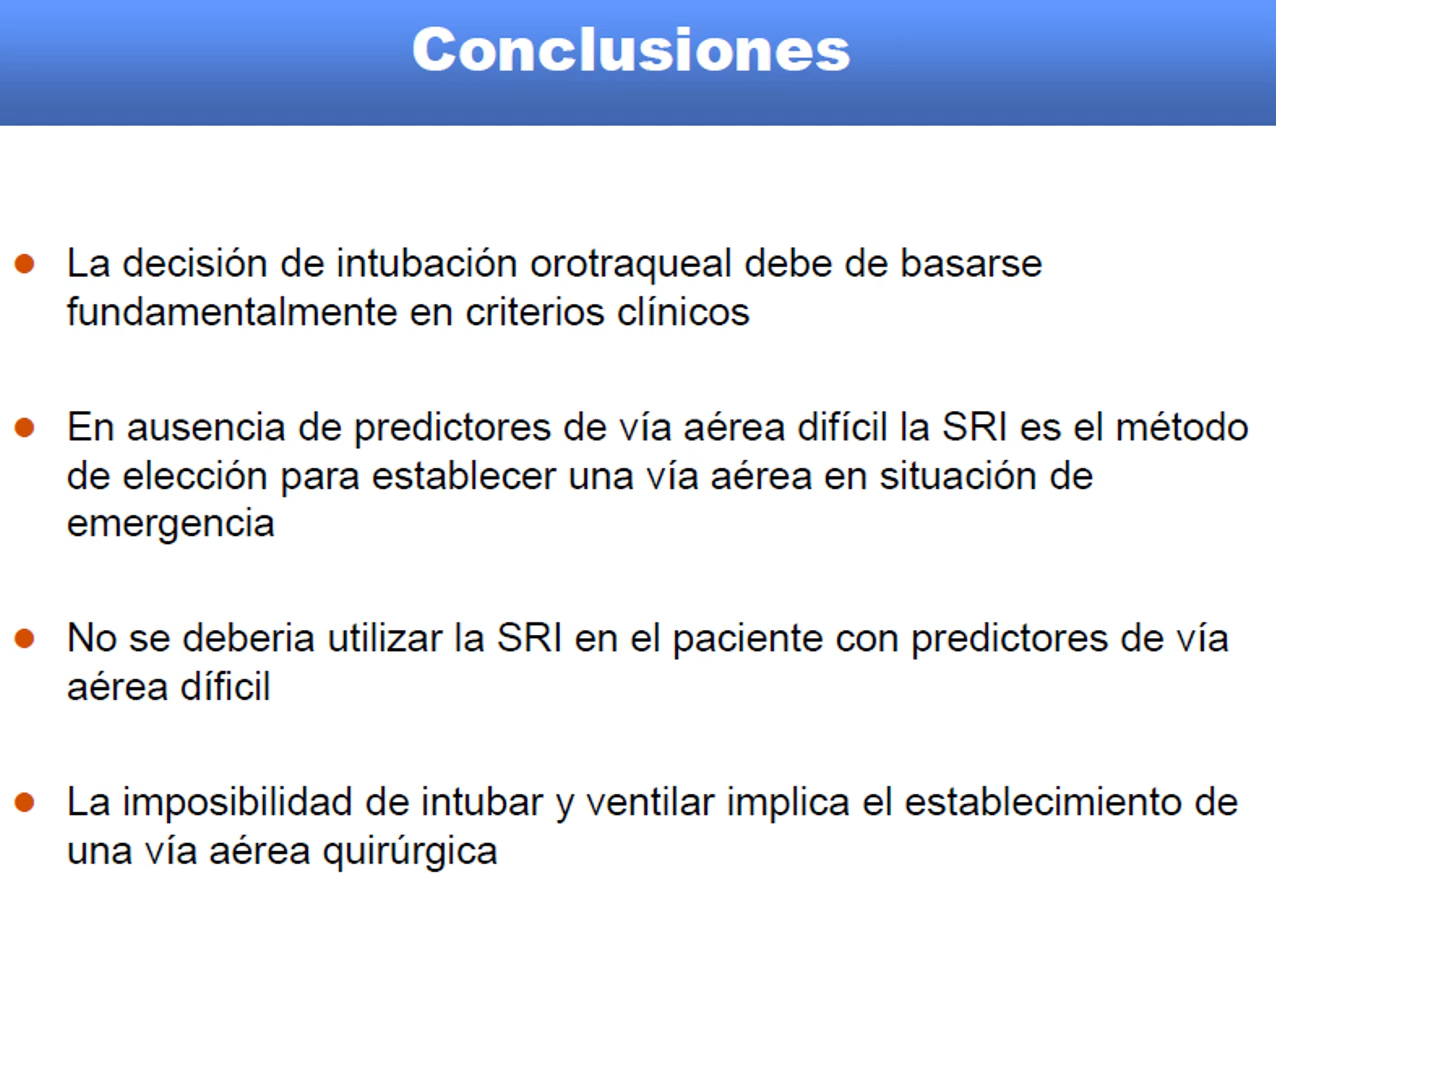 Conclusiones
La decisión de intubación orotraqueal debe de basarse
fundamentalmente en criterios clínicos
En ausencia de predictores de vía aérea difícil la SRI es el método
de elección para establecer una vía aérea en situación de
emergencia
No se deberia utilizar la SRI en el paciente con predictores de vía
aérea díficil
La imposibilidad de intubar y ventilar implica el establecimiento de
una vía aérea quirúrgica